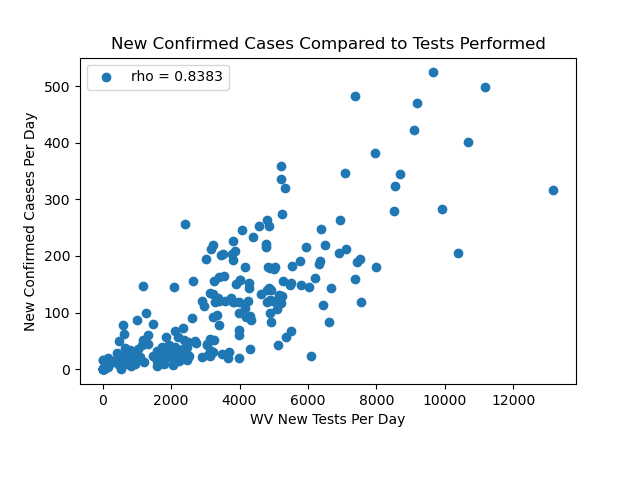 New Confirmed Cases Compared to Tests Performed
rho = 0.8383
New Confirmed Caeses Per Day
500
400
300
200
100
0
0 2000 4000 6000 8000 10000 12000
WV New Tests Per Day